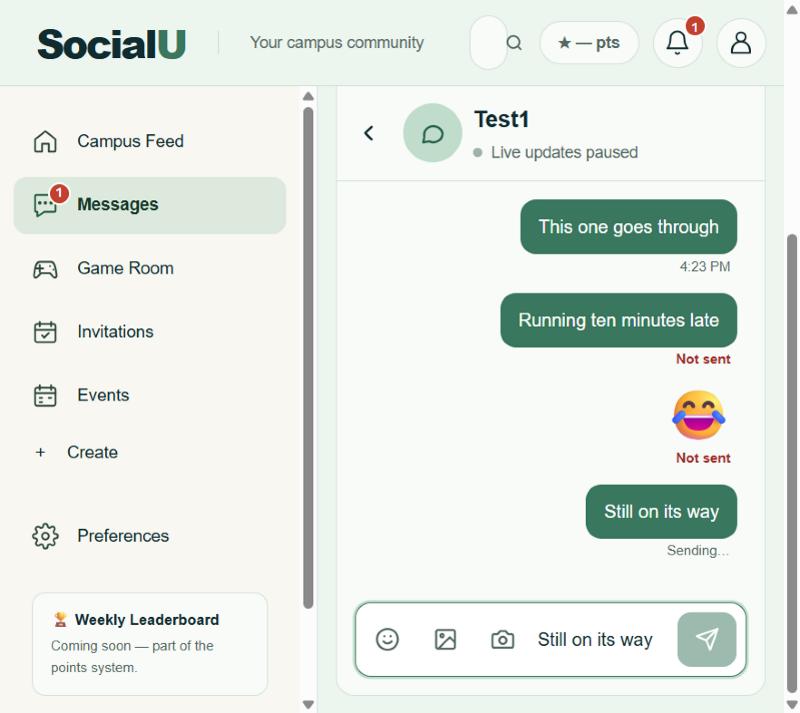 SocialU
Your campus community
★ — pts
1
Campus Feed
1
Messages
Game Room
Invitations
Events
+ Create
Preferences
🏆 Weekly Leaderboard
Coming soon — part of the
points system.
Test1
Live updates paused
This one goes through
4:23 PM
Running ten minutes late
Not sent
😂
Not sent
Still on its way
Sending…
Still on its way